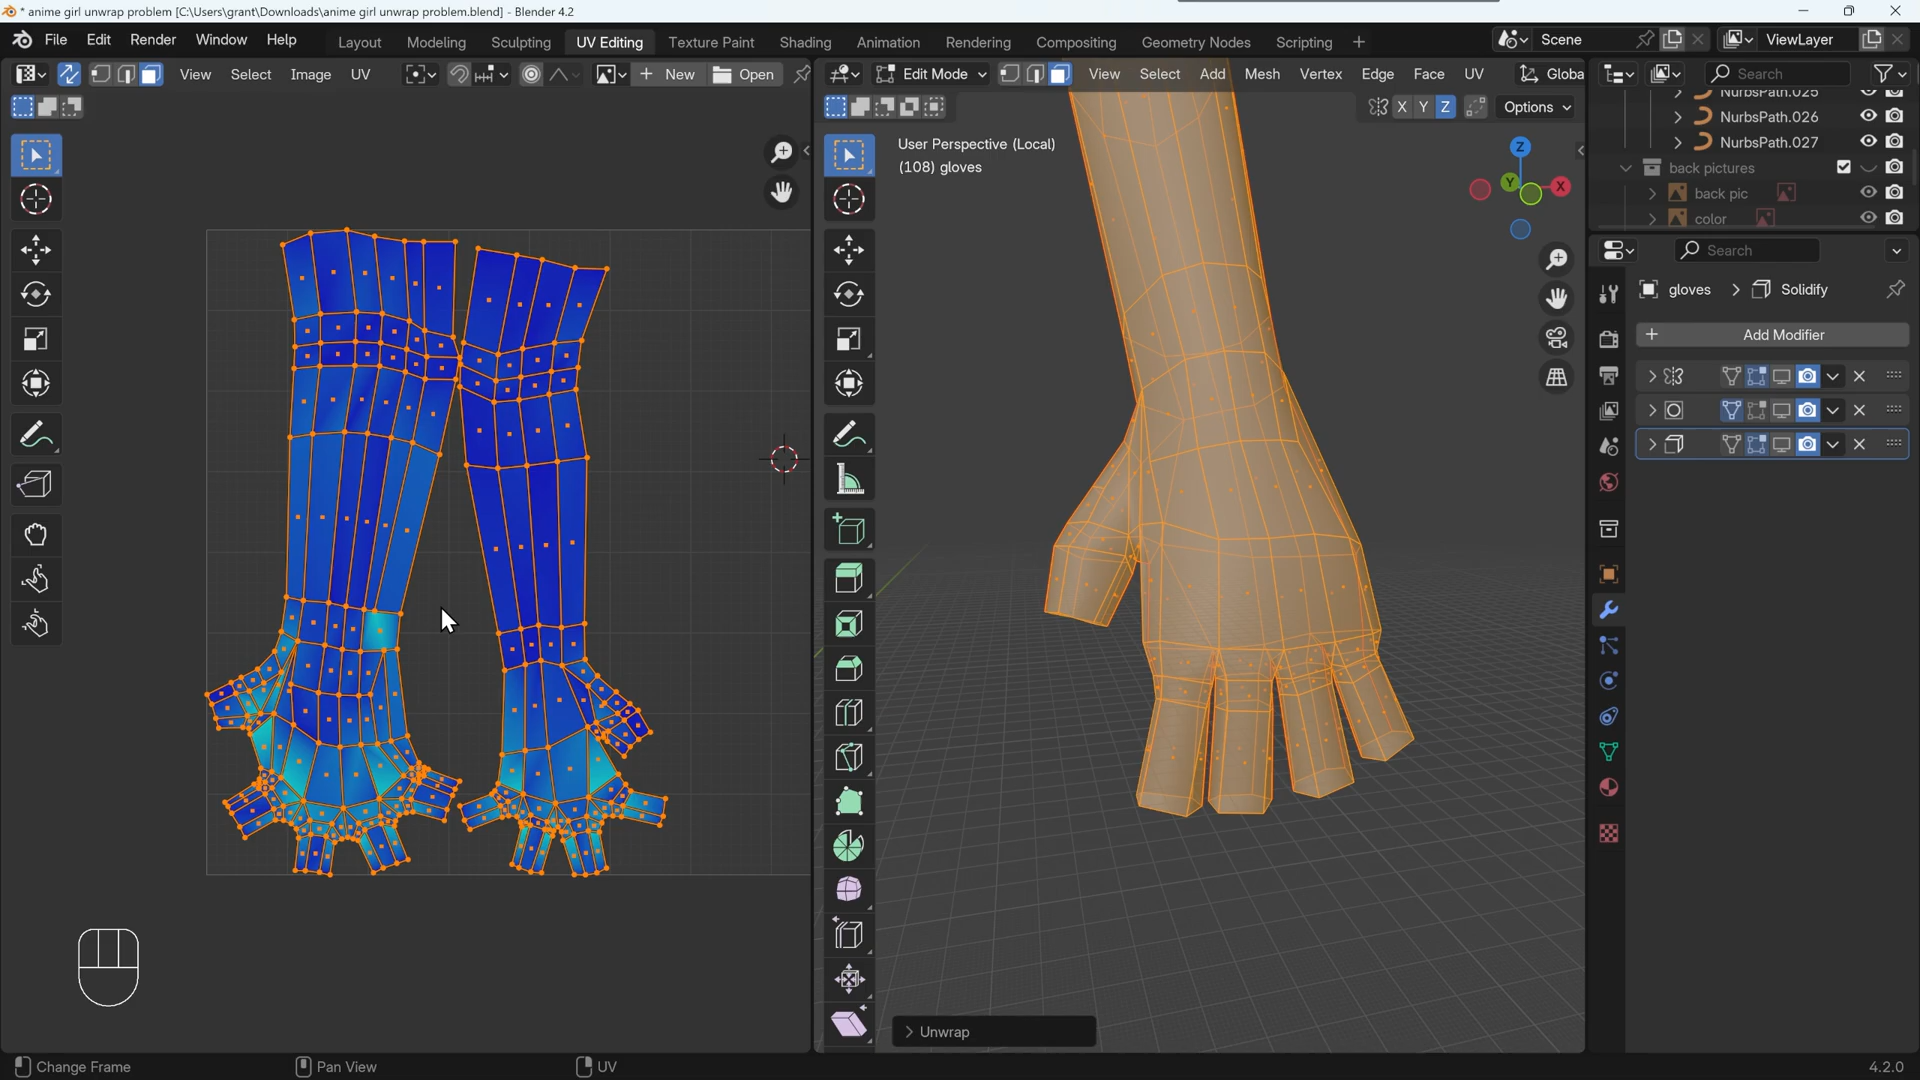 * anime girl unwrap problem [C:\Users\grant\Downloads\anime girl unwrap problem.blend] - Blender 4.2
File Edit Render Window Help Layout Modeling Sculpting UV Editing Texture Paint Shading Animation Rendering Compositing Geometry Nodes Scripting + Scene ViewLayer
View Select Image UV New Open Edit Mode View Select Add Mesh Vertex Edge Face UV Globa Search
X Y Z Options
NurbsPath.025
NurbsPath.026
NurbsPath.027
back pictures
back pic
color
User Perspective (Local)
(108) gloves
Z
Y
X
Search
gloves > Solidify
+ Add Modifier
> Unwrap
Change Frame Pan View UV 4.2.0